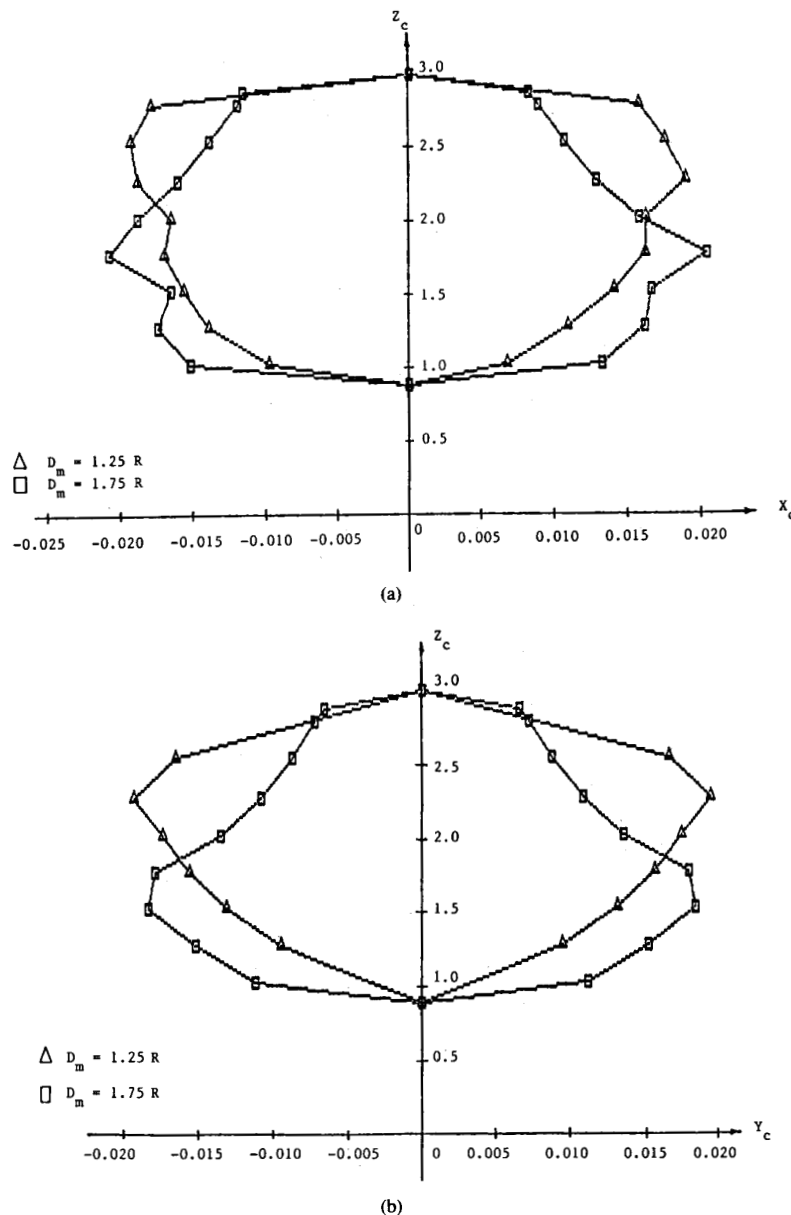 Z_c
3.0
2.5
2.0
1.5
1.0
0.5
△ D_m = 1.25 R
□ D_m = 1.75 R
-0.025 -0.020 -0.015 -0.010 -0.005 0 0.005 0.010 0.015 0.020 X_c
(a)
Z_c
3.0
2.5
2.0
1.5
1.0
0.5
△ D_m = 1.25 R
□ D_m = 1.75 R
-0.020 -0.015 -0.010 -0.005 0 0.005 0.010 0.015 0.020 Y_c
(b)